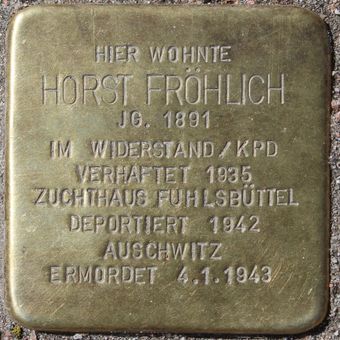 HIER WOHNTE
HORST FRÖHLICH
JG. 1891
IM WIDERSTAND / KPD
VERHAFTET 1935
ZUCHTHAUS FUHLSBÜTTEL
DEPORTIERT 1942
AUSCHWITZ
ERMORDET 4.1.1943